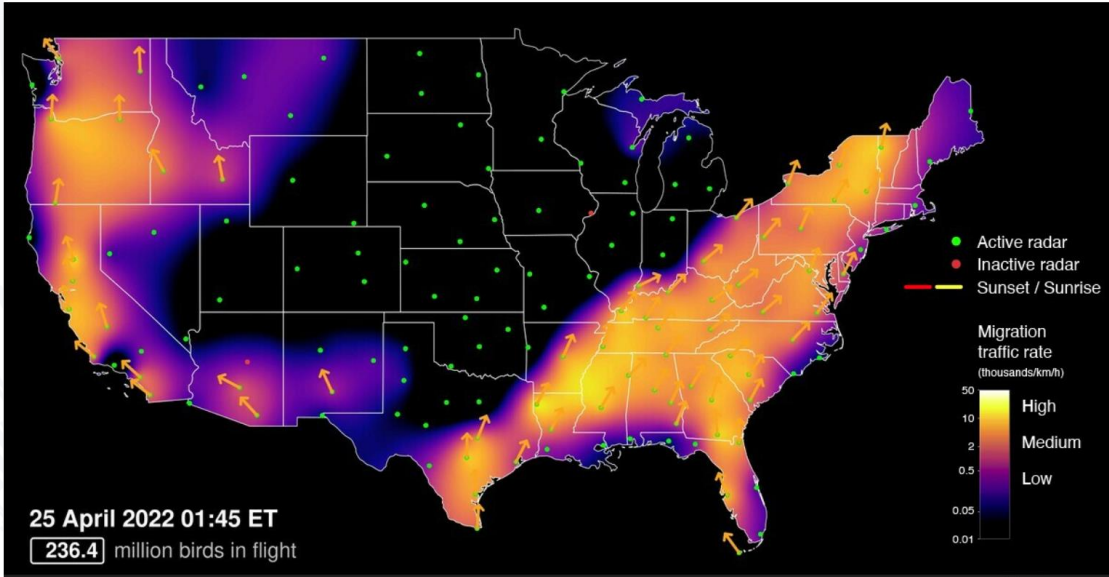 Active radar
Inactive radar
Sunset / Sunrise
Migration
traffic rate
(thousands/km/h)
50
10
2
0.5
0.05
0.01
High
Medium
Low
25 April 2022 01:45 ET
236.4 million birds in flight